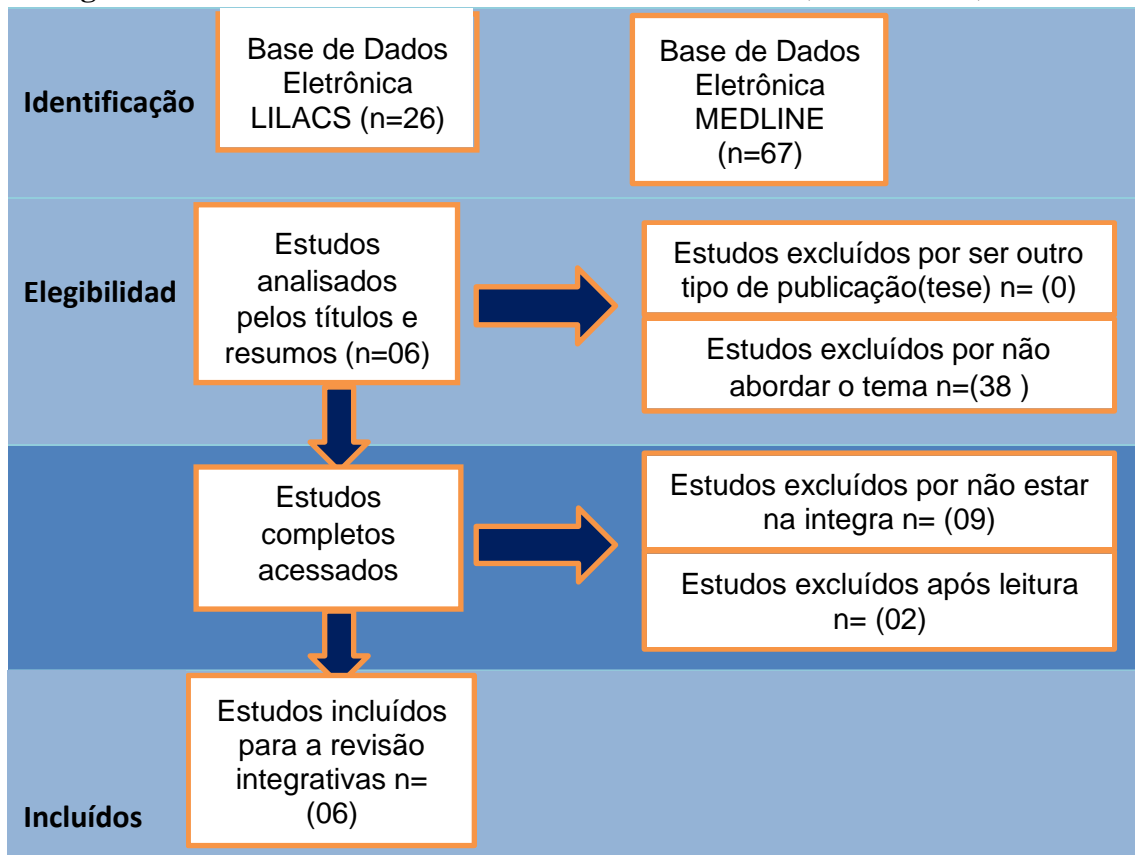 Identificação
Base de Dados
Eletrônica
LILACS (n=26)
Base de Dados
Eletrônica
MEDLINE
(n=67)
Elegibilidad
Estudos
analisados
pelos títulos e
resumos (n=06)
Estudos excluídos por ser outro
tipo de publicação(tese) n= (0)
Estudos excluídos por não
abordar o tema n=(38 )
Estudos
completos
acessados
Estudos excluídos por não estar
na integra n= (09)
Estudos excluídos após leitura
n= (02)
Incluídos
Estudos incluídos
para a revisão
integrativas n=
(06)